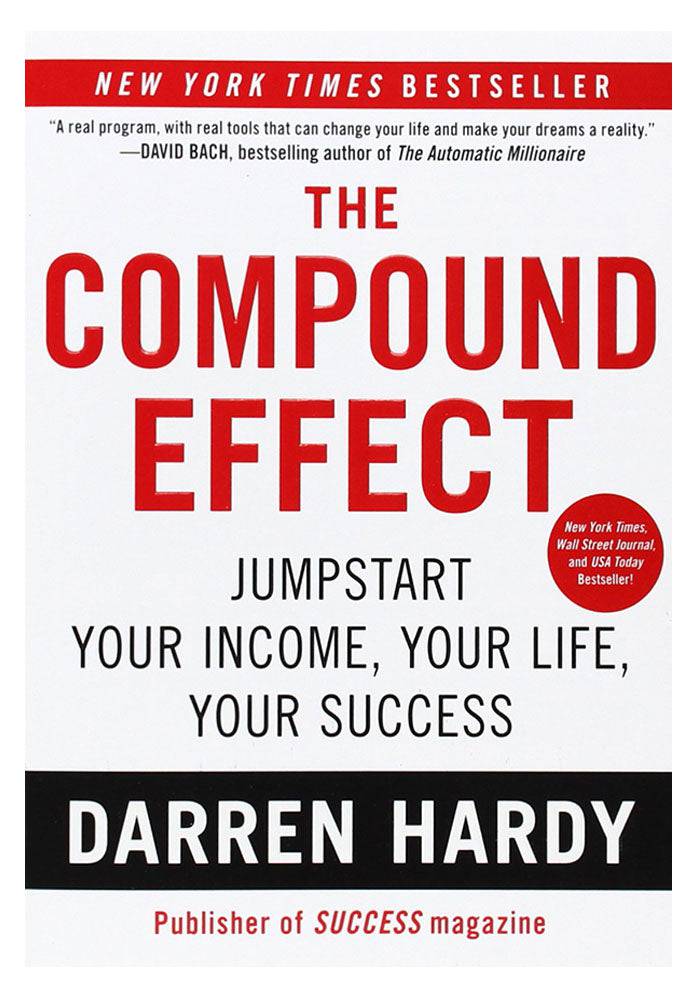 NEW YORK TIMES BESTSELLER
“A real program, with real tools that can change your life and make your dreams a reality.”
—DAVID BACH, bestselling author of The Automatic Millionaire
THE
COMPOUND
EFFECT
New York Times,
Wall Street Journal,
and USA Today
Bestseller!
JUMPSTART
YOUR INCOME, YOUR LIFE,
YOUR SUCCESS
DARREN HARDY
Publisher of SUCCESS magazine